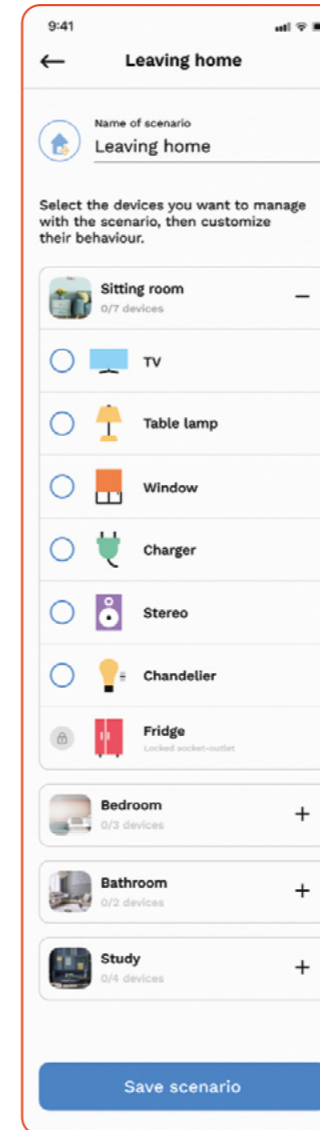 9:41
Leaving home
Name of scenario
Leaving home
Select the devices you want to manage
with the scenario, then customize
their behaviour.
Sitting room
0/7 devices
TV
Table lamp
Window
Charger
Stereo
Chandelier
Fridge
Locked socket-outlet
Bedroom
0/3 devices
Bathroom
0/2 devices
Study
0/4 devices
Save scenario